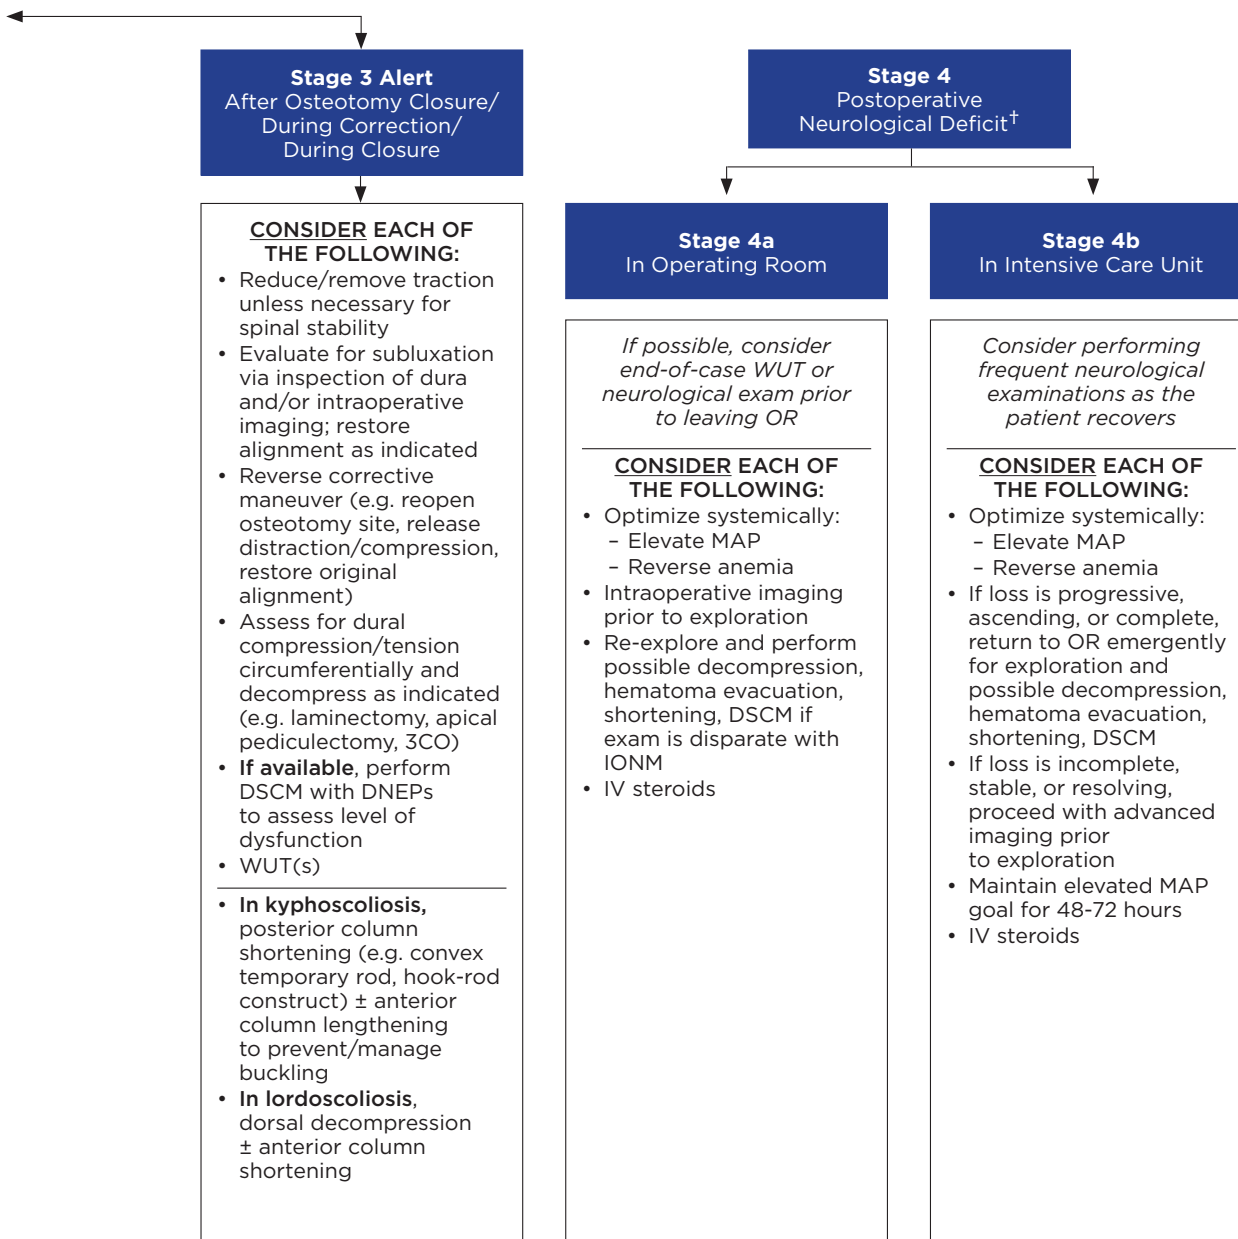 Stage 3 Alert
After Osteotomy Closure/
During Correction/
During Closure
CONSIDER EACH OF
THE FOLLOWING:
• Reduce/remove traction
unless necessary for
spinal stability
• Evaluate for subluxation
via inspection of dura
and/or intraoperative
imaging; restore
alignment as indicated
• Reverse corrective
maneuver (e.g. reopen
osteotomy site, release
distraction/compression,
restore original
alignment)
• Assess for dural
compression/tension
circumferentially and
decompress as indicated
(e.g. laminectomy, apical
pediculectomy, 3CO)
• If available, perform
DSCM with DNEPs
to assess level of
dysfunction
• WUT(s)
• In kyphoscoliosis,
posterior column
shortening (e.g. convex
temporary rod, hook-rod
construct) ± anterior
column lengthening
to prevent/manage
buckling
• In lordoscoliosis,
dorsal decompression
± anterior column
shortening
Stage 4
Postoperative
Neurological Deficit†
Stage 4a
In Operating Room
If possible, consider
end-of-case WUT or
neurological exam prior
to leaving OR
CONSIDER EACH OF
THE FOLLOWING:
• Optimize systemically:
– Elevate MAP
– Reverse anemia
• Intraoperative imaging
prior to exploration
• Re-explore and perform
possible decompression,
hematoma evacuation,
shortening, DSCM if
exam is disparate with
IONM
• IV steroids
Stage 4b
In Intensive Care Unit
Consider performing
frequent neurological
examinations as the
patient recovers
CONSIDER EACH OF
THE FOLLOWING:
• Optimize systemically:
– Elevate MAP
– Reverse anemia
• If loss is progressive,
ascending, or complete,
return to OR emergently
for exploration and
possible decompression,
hematoma evacuation,
shortening, DSCM
• If loss is incomplete,
stable, or resolving,
proceed with advanced
imaging prior
to exploration
• Maintain elevated MAP
goal for 48-72 hours
• IV steroids